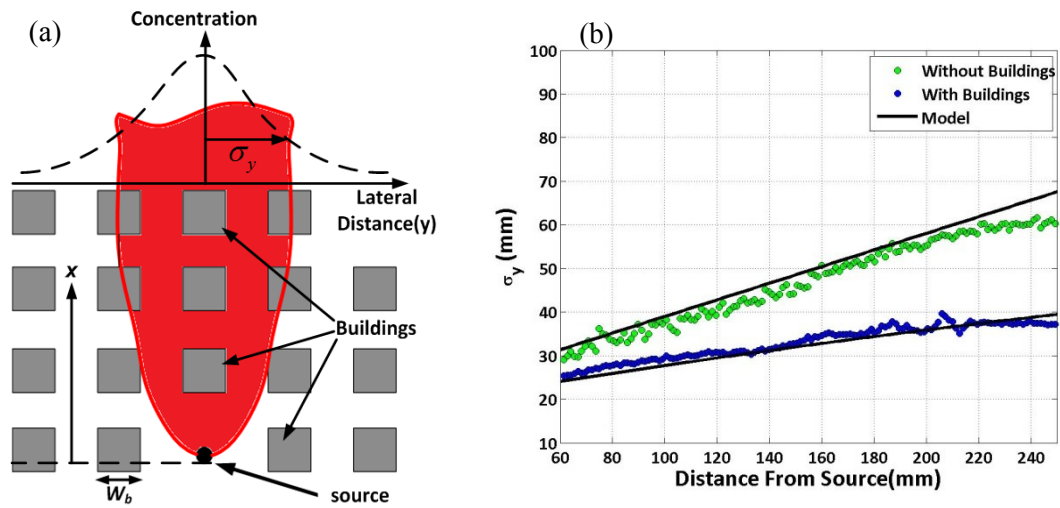 (a)
Concentration
σy
Lateral
Distance(y)
x
Buildings
Wb
source
(b)
100
90
80
70
60
50
40
30
20
10
σy (mm)
Without Buildings
With Buildings
Model
60 80 100 120 140 160 180 200 220 240
Distance From Source(mm)